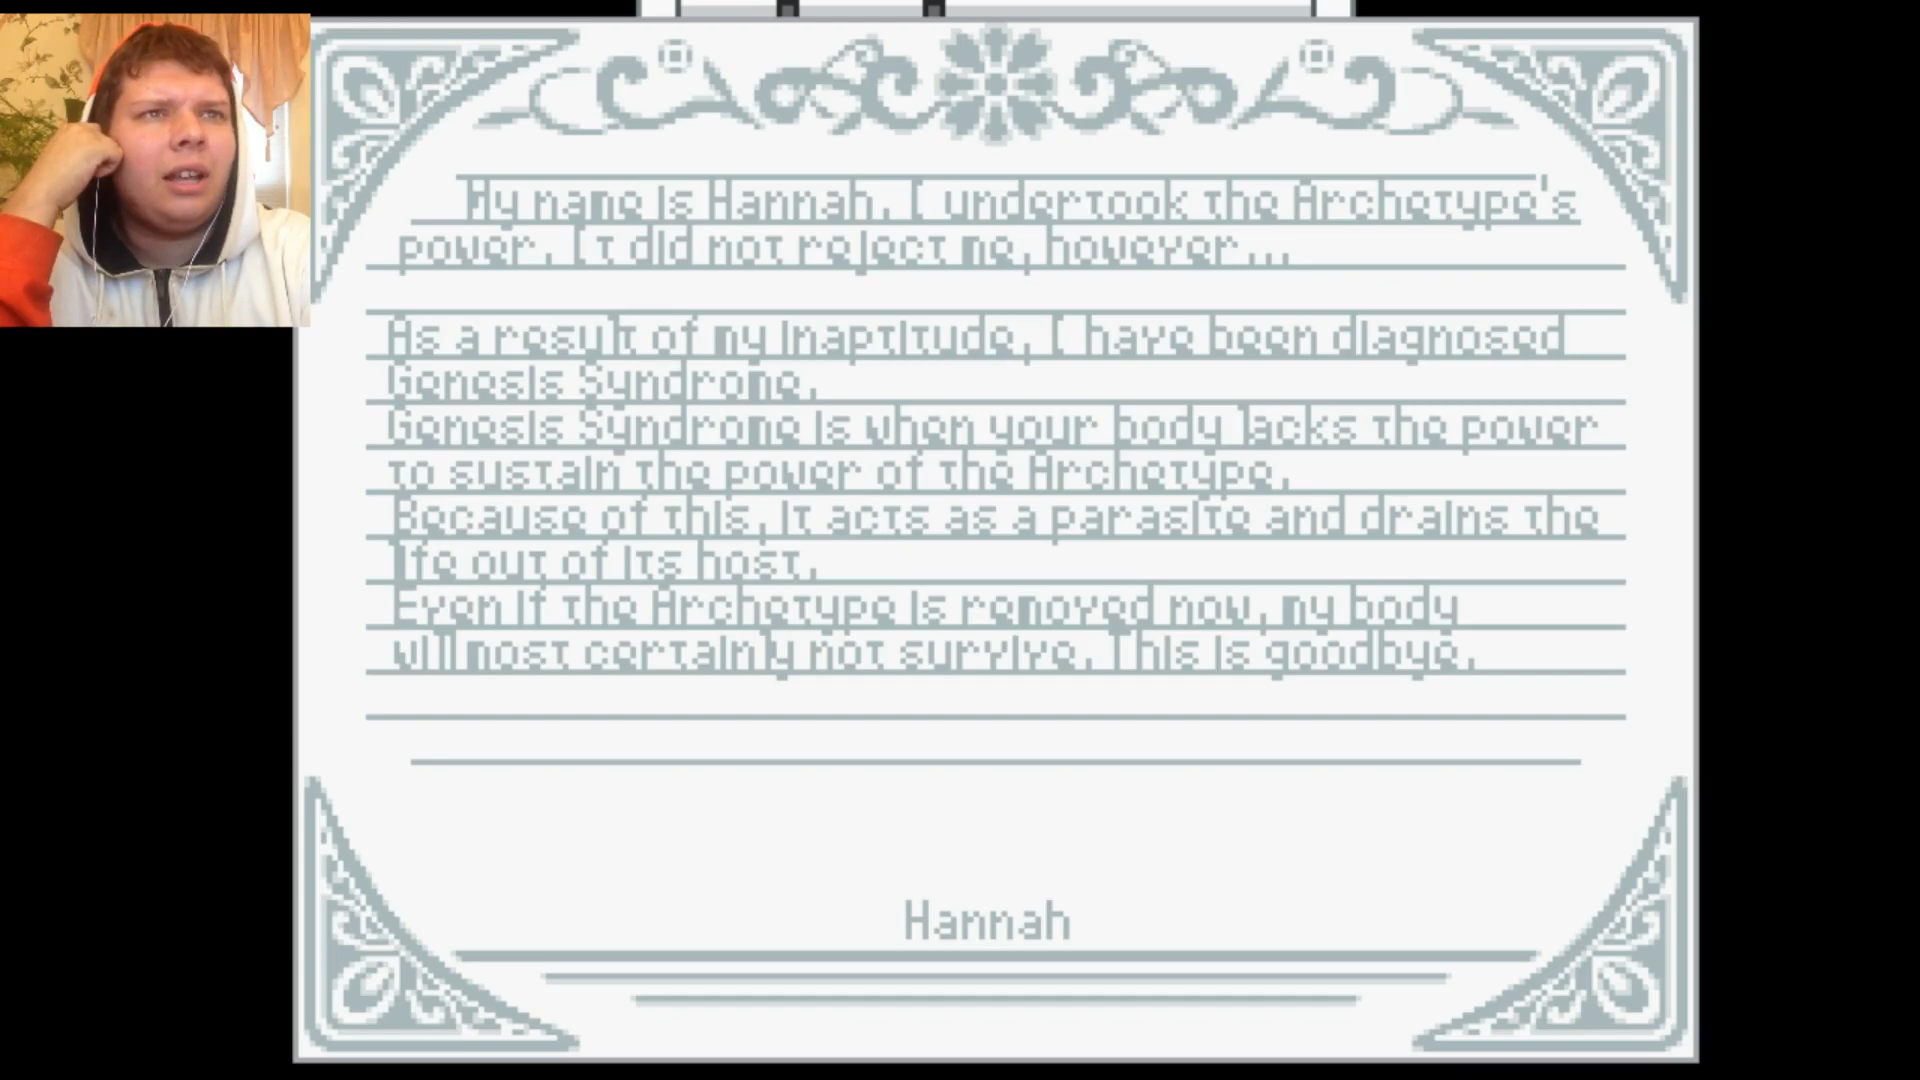 My name is Hannah. I undertook the Archetype's
power. It did not reject me, however...
As a result of my inaptitude, I have been diagnosed
Genesis Syndrome.
Genesis Syndrome is when your body lacks the power
to sustain the power of the Archetype.
Because of this, it acts as a parasite and drains the
life out of its host.
Even if the Archetype is removed now, my body
will most certainly not survive. This is goodbye.
Hannah